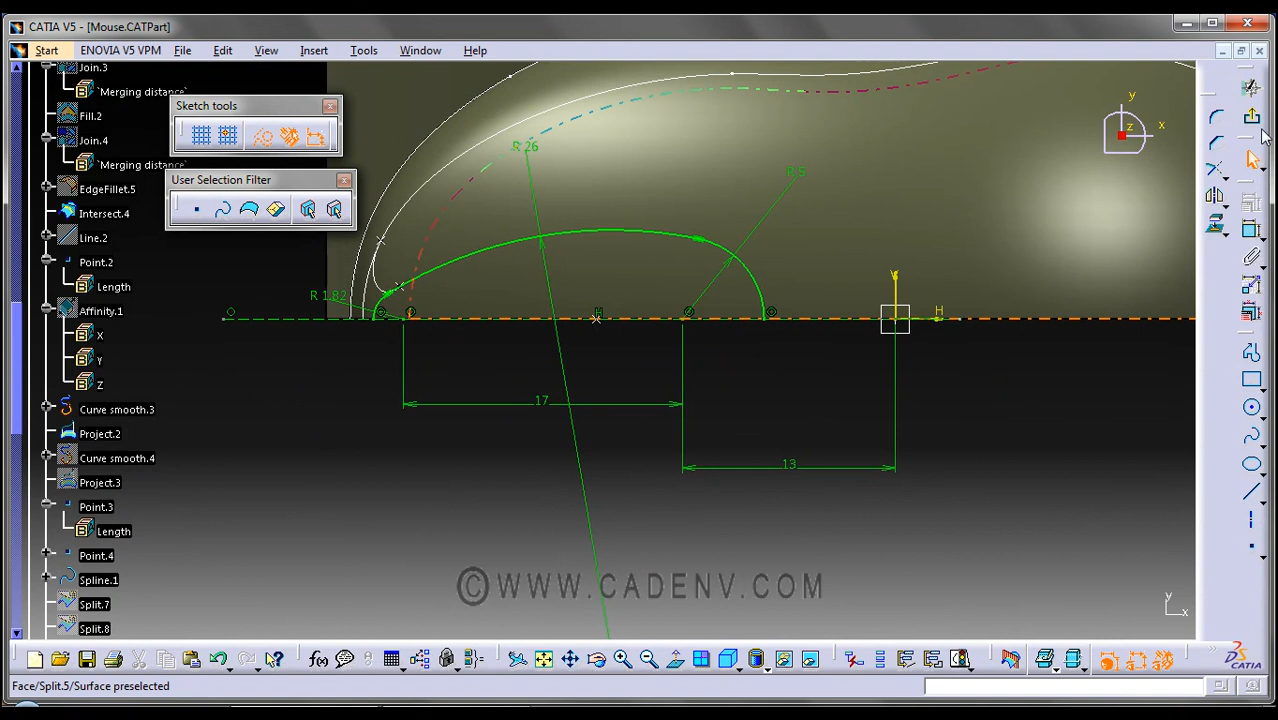 CATIA V5 - [Mouse.CATPart]
Start ENOVIA V5 VPM File Edit View Insert Tools Window Help
Join.3
`Merging distance`
Fill.2
Join.4
`Merging distance`
EdgeFillet.5
Intersect.4
Line.2
Point.2
Length
Affinity.1
X
Y
Z
Curve smooth.3
Project.2
Curve smooth.4
Project.3
Point.3
Length
Point.4
Spline.1
Split.7
Split.8
Sketch tools
User Selection Filter
R 26
R 5
R 1.82
H
V
H
17
13
y
z
x
©WWW.CADENV.COM
y
x
f(x)
CATIA
Face/Split.5/Surface preselected